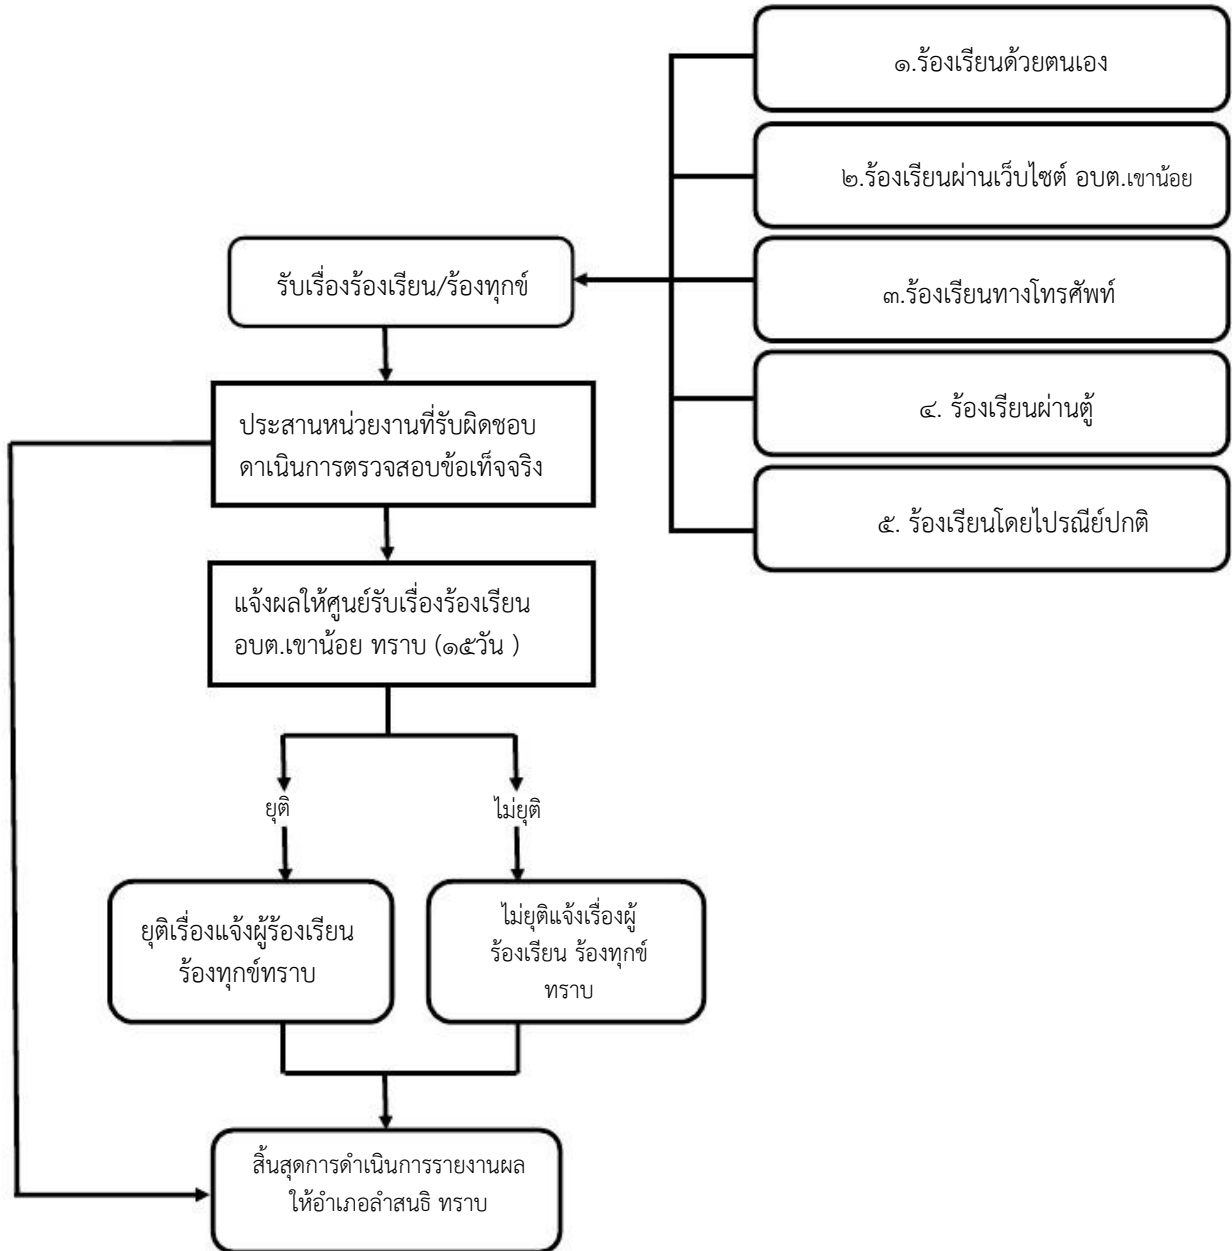 ๑.ร้องเรียนด้วยตนเอง
๒.ร้องเรียนผ่านเว็บไซต์ อบต.เขาน้อย
รับเรื่องร้องเรียน/ร้องทุกข์
๓.ร้องเรียนทางโทรศัพท์
๔. ร้องเรียนผ่านตู้
๕. ร้องเรียนโดยไปรณีย์ปกติ
ประสานหน่วยงานที่รับผิดชอบ
ดาเนินการตรวจสอบข้อเท็จจริง
แจ้งผลให้ศูนย์รับเรื่องร้องเรียน
อบต.เขาน้อย ทราบ (๑๕วัน )
ยุติ
ไม่ยุติ
ยุติเรื่องแจ้งผู้ร้องเรียน
ร้องทุกข์ทราบ
ไม่ยุติแจ้งเรื่องผู้
ร้องเรียน ร้องทุกข์
ทราบ
สิ้นสุดการดำเนินการรายงานผล
ให้อำเภอลำสนธิ ทราบ